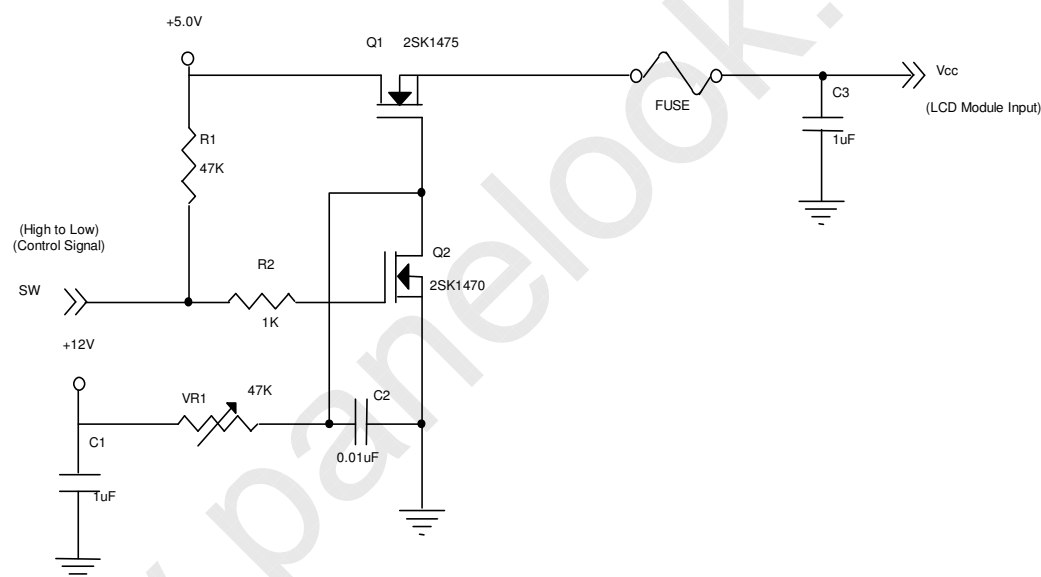 +5.0V
Q1 2SK1475
Vcc
FUSE
C3
(LCD Module Input)
1uF
R1
47K
(High to Low)
(Control Signal)
Q2
R2
2SK1470
SW
1K
+12V
47K
VR1
C2
C1
0.01uF
1uF
panelook.